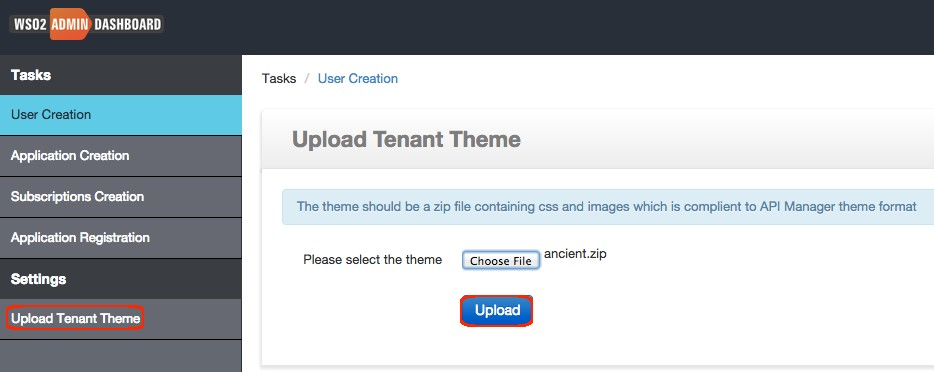 WSO2 ADMIN DASHBOARD
Tasks
User Creation
Application Creation
Subscriptions Creation
Application Registration
Settings
Upload Tenant Theme
Tasks / User Creation
Upload Tenant Theme
The theme should be a zip file containing css and images which is complient to API Manager theme format
Please select the theme Choose File ancient.zip
Upload